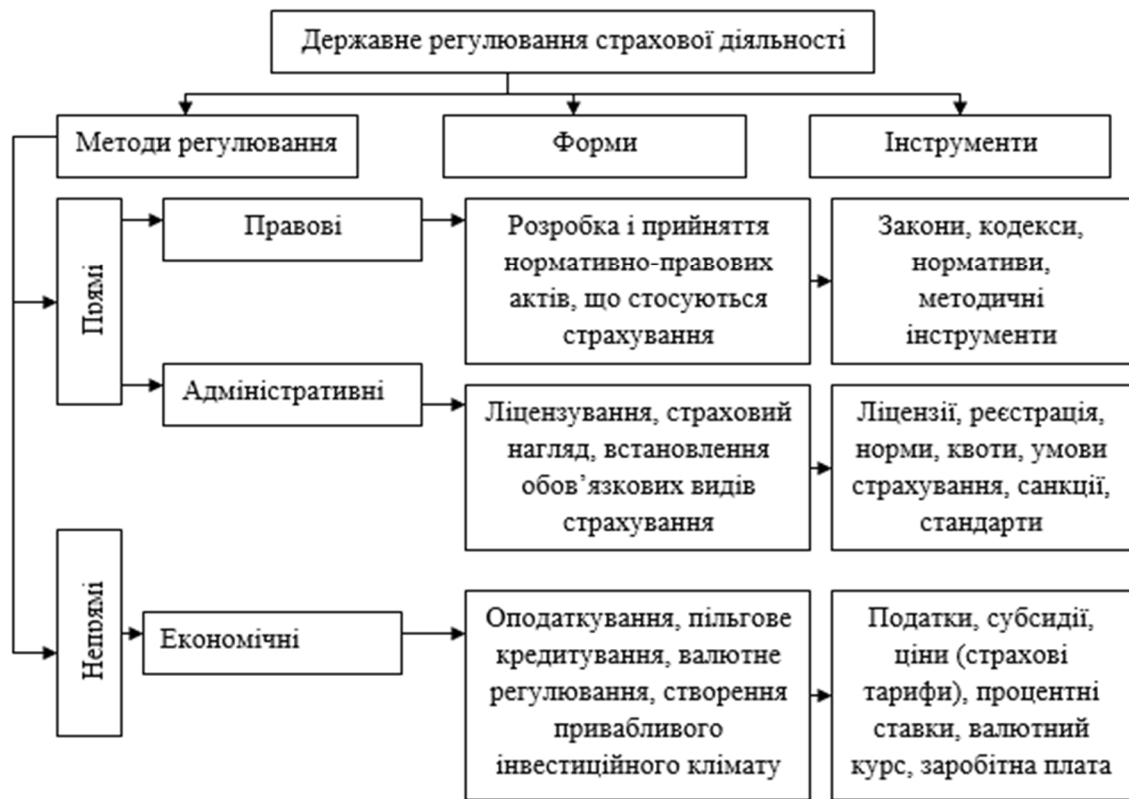 Державне регулювання страхової діяльності
Методи регулювання
Форми
Інструменти
Прямі
Правові
Розробка і прийняття
нормативно-правових
актів, що стосуються
страхування
Закони, кодекси,
нормативи,
методичні
інструменти
Адміністративні
Ліцензування, страховий
нагляд, встановлення
обов’язкових видів
страхування
Ліцензії, реєстрація,
норми, квоти, умови
страхування, санкції,
стандарти
Непрямі
Економічні
Оподаткування, пільгове
кредитування, валютне
регулювання, створення
привабливого
інвестиційного клімату
Податки, субсидії,
ціни (страхові
тарифи), процентні
ставки, валютний
курс, заробітна плата